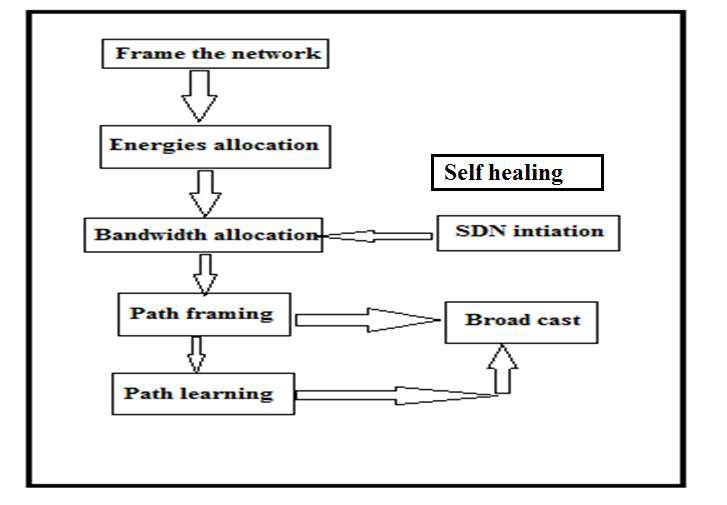 Frame the network
Energies allocation
Self healing
Bandwidth allocation
SDN intiation
Path framing
Broad cast
Path learning